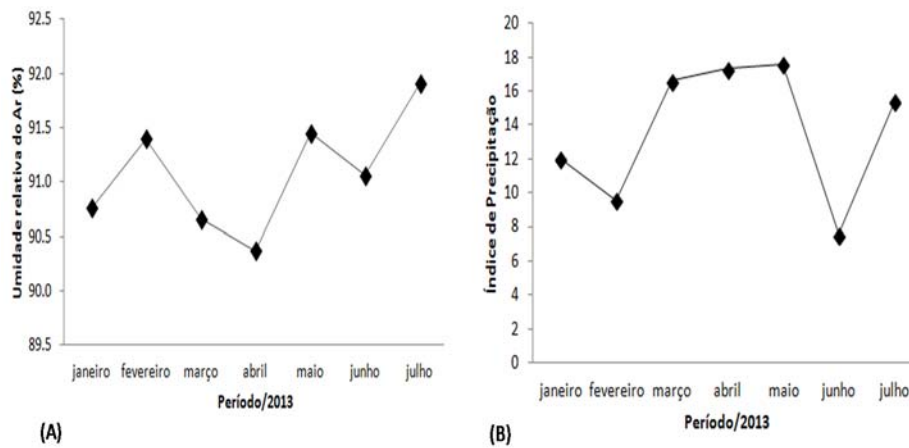 Umidade relativa do Ar (%)
92.5
92.0
91.5
91.0
90.5
90.0
89.5
janeiro fevereiro março abril maio junho julho
Período/2013
(A)
Índice de Precipitação
20
18
16
14
12
10
8
6
4
2
0
janeiro fevereiro março abril maio junho julho
Período/2013
(B)